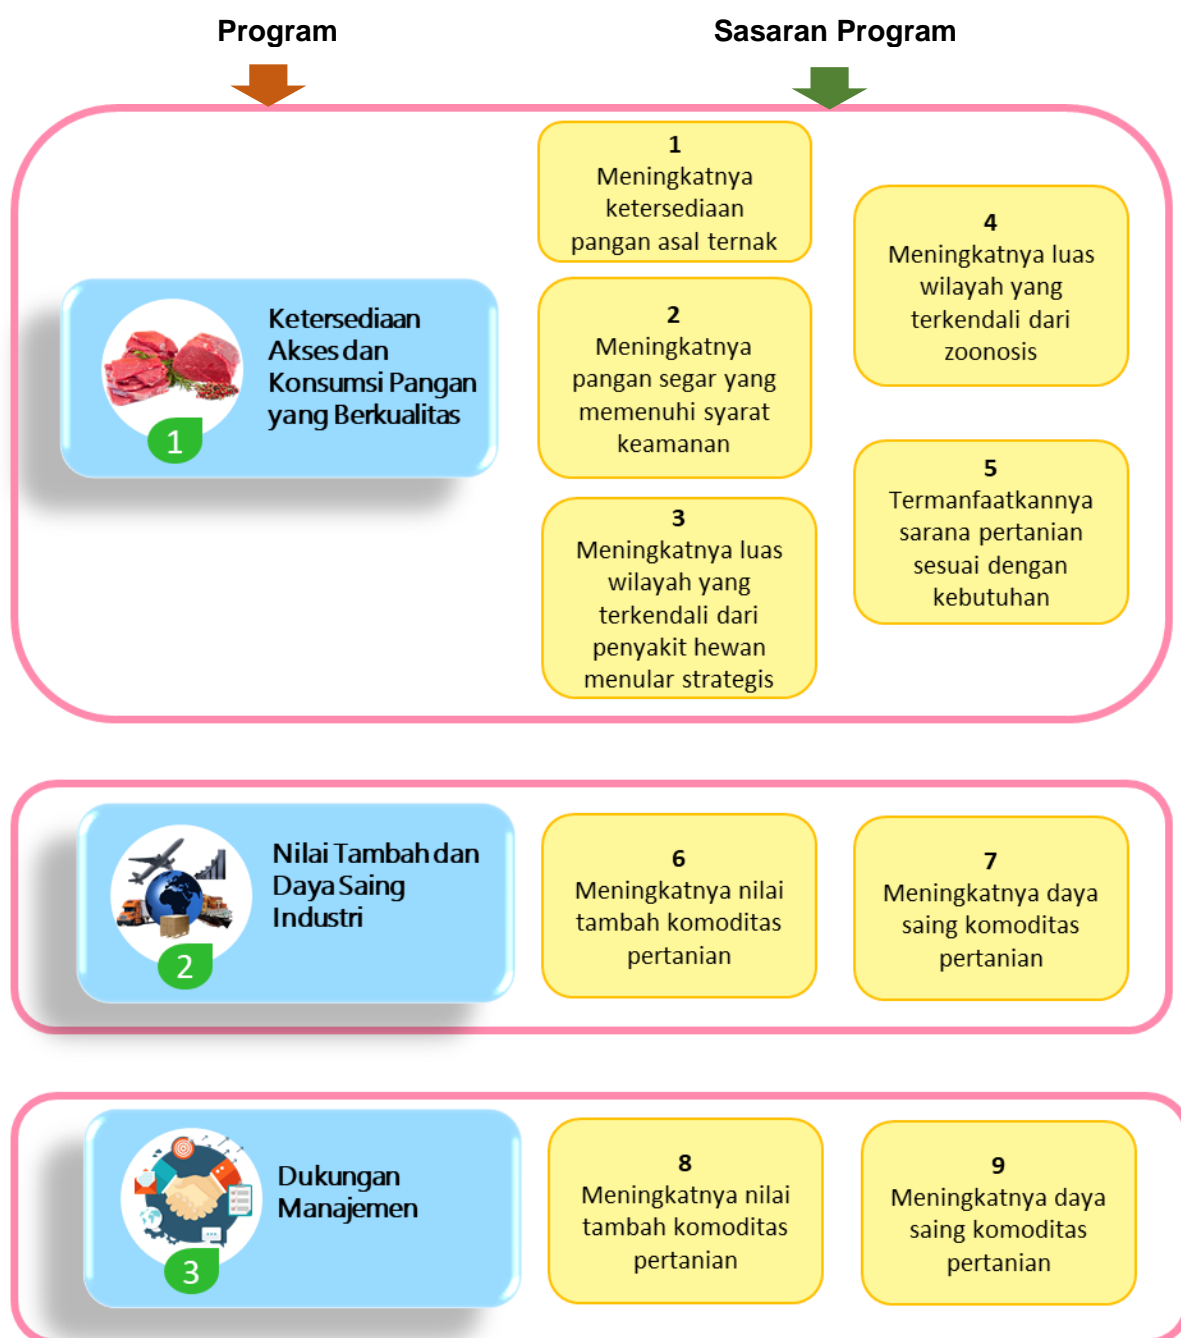 Program
Sasaran Program
Ketersediaan
Akses dan
Konsumsi Pangan
yang Berkualitas
1
1
Meningkatnya
ketersediaan
pangan asal ternak
2
Meningkatnya
pangan segar yang
memenuhi syarat
keamanan
3
Meningkatnya luas
wilayah yang
terkendali dari
penyakit hewan
menular strategis
4
Meningkatnya luas
wilayah yang
terkendali dari
zoonosis
5
Termanfaatkannya
sarana pertanian
sesuai dengan
kebutuhan
Nilai Tambah dan
Daya Saing
Industri
2
6
Meningkatnya nilai
tambah komoditas
pertanian
7
Meningkatnya daya
saing komoditas
pertanian
Dukungan
Manajemen
3
8
Meningkatnya nilai
tambah komoditas
pertanian
9
Meningkatnya daya
saing komoditas
pertanian